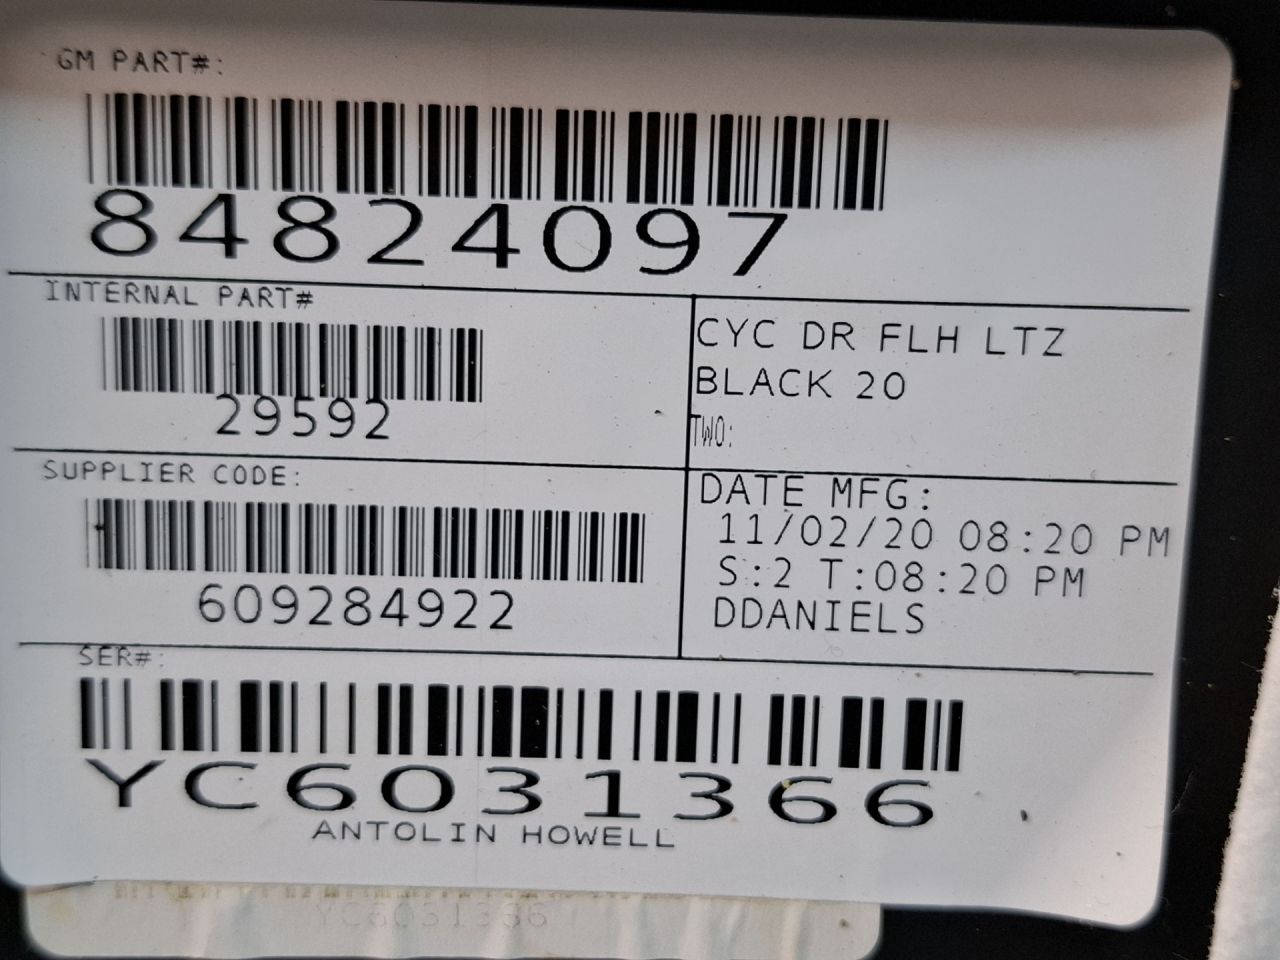 GM PART#:
84824097
INTERNAL PART#
29592
CYC DR FLH LTZ
BLACK 20
TWO:
SUPPLIER CODE:
609284922
DATE MFG:
11/02/20 08:20 PM
S:2 T:08:20 PM
DDANIELS
SER#:
YC6031366
ANTOLIN HOWELL
YC6031366